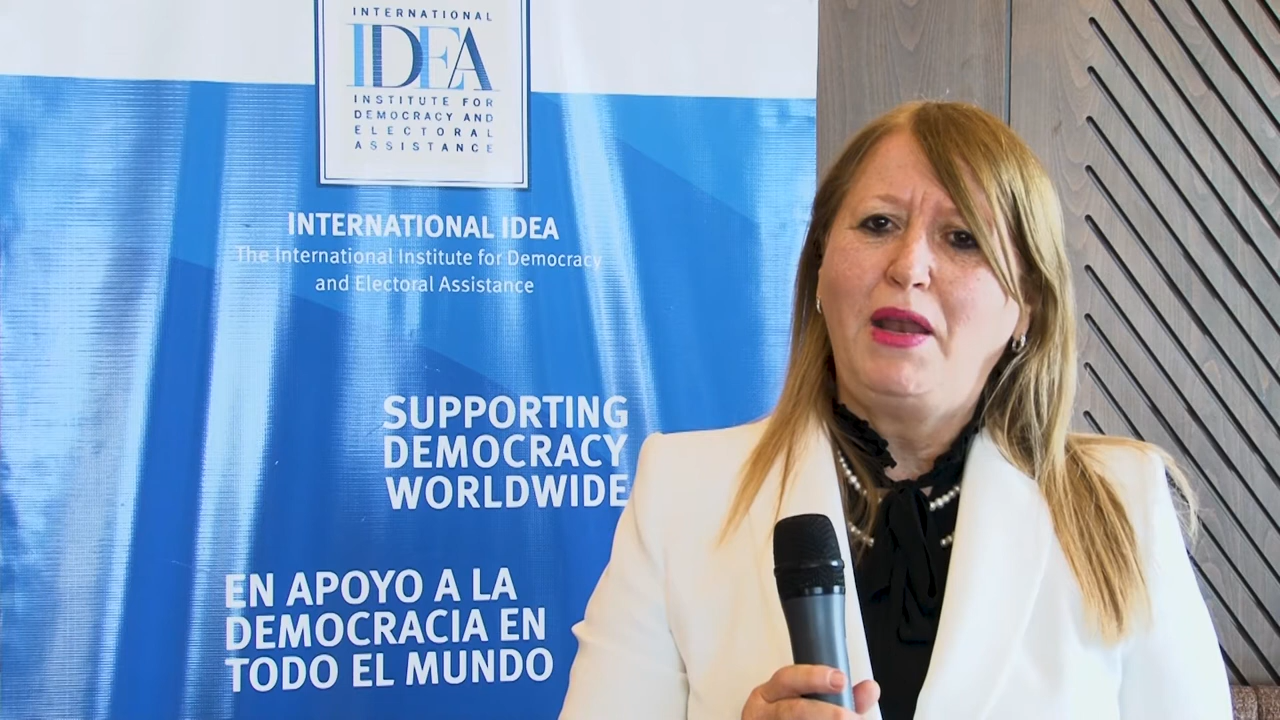 INTERNATIONAL
IDEA
INSTITUTE FOR
DEMOCRACY AND
ELECTORAL
ASSISTANCE
INTERNATIONAL IDEA
The International Institute for Democracy
and Electoral Assistance
SUPPORTING
DEMOCRACY
WORLDWIDE
EN APOYO A LA
DEMOCRACIA EN
TODO EL MUNDO